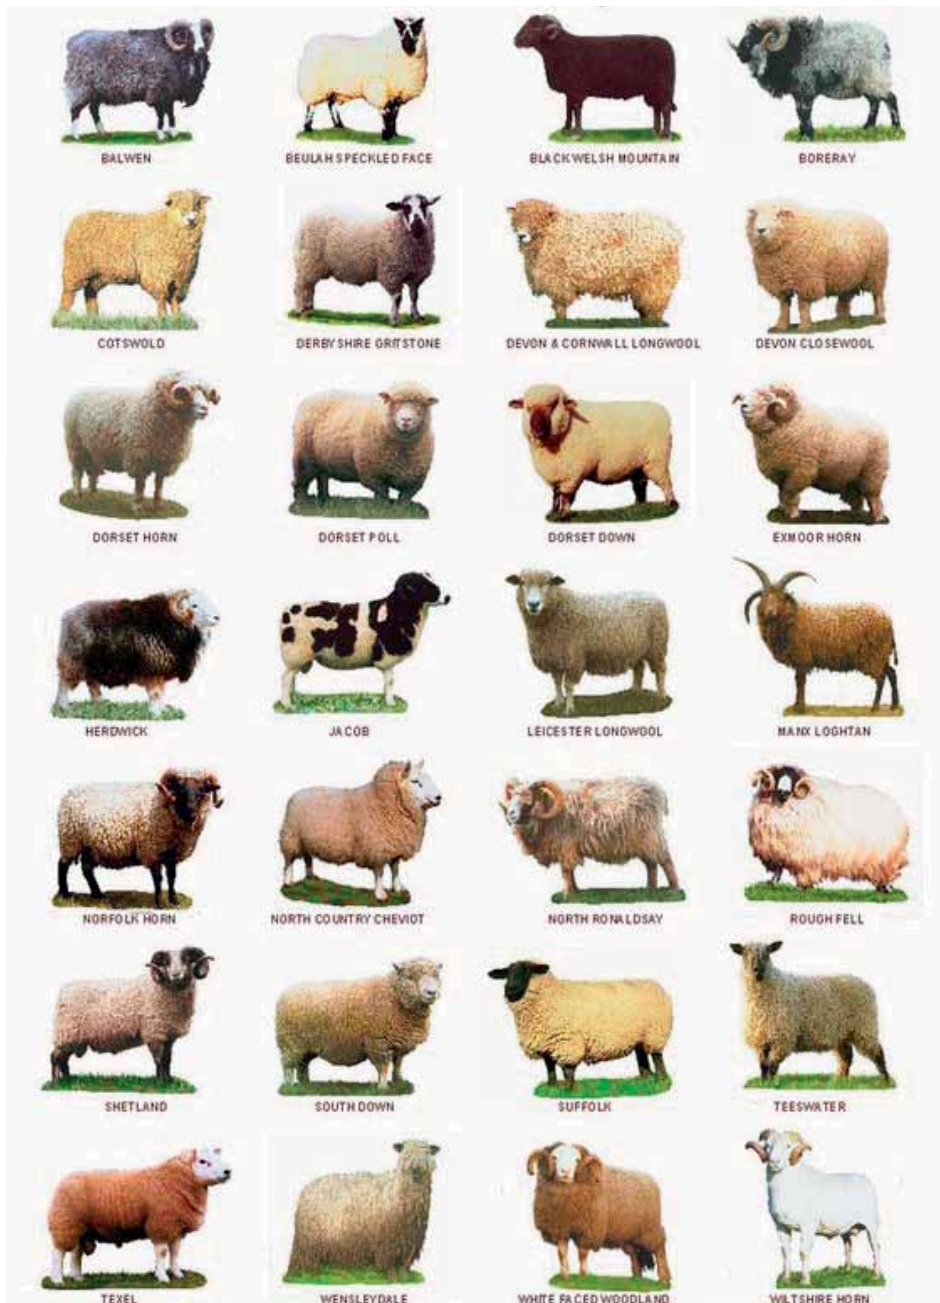 BALWEN
BEULAH SPECKLED FACE
BLACK WELSH MOUNTAIN
BORERAY
COTSWOLD
DERBYSHIRE GRITSTONE
DEVON & CORNWALL LONGWOOL
DEVON CLOSEWOOL
DORSET HORN
DORSET POLL
DORSET DOWN
EXMOOR HORN
HERDWICK
JACOB
LEICESTER LONGWOOL
MANX LOGHTAN
NORFOLK HORN
NORTH COUNTRY CHEVIOT
NORTH RONALDSAY
ROUGH FELL
SHETLAND
SOUTH DOWN
SUFFOLK
TEESWATER
TEXEL
WENSLEYDALE
WHITE FACED WOODLAND
WILTSHIRE HORN